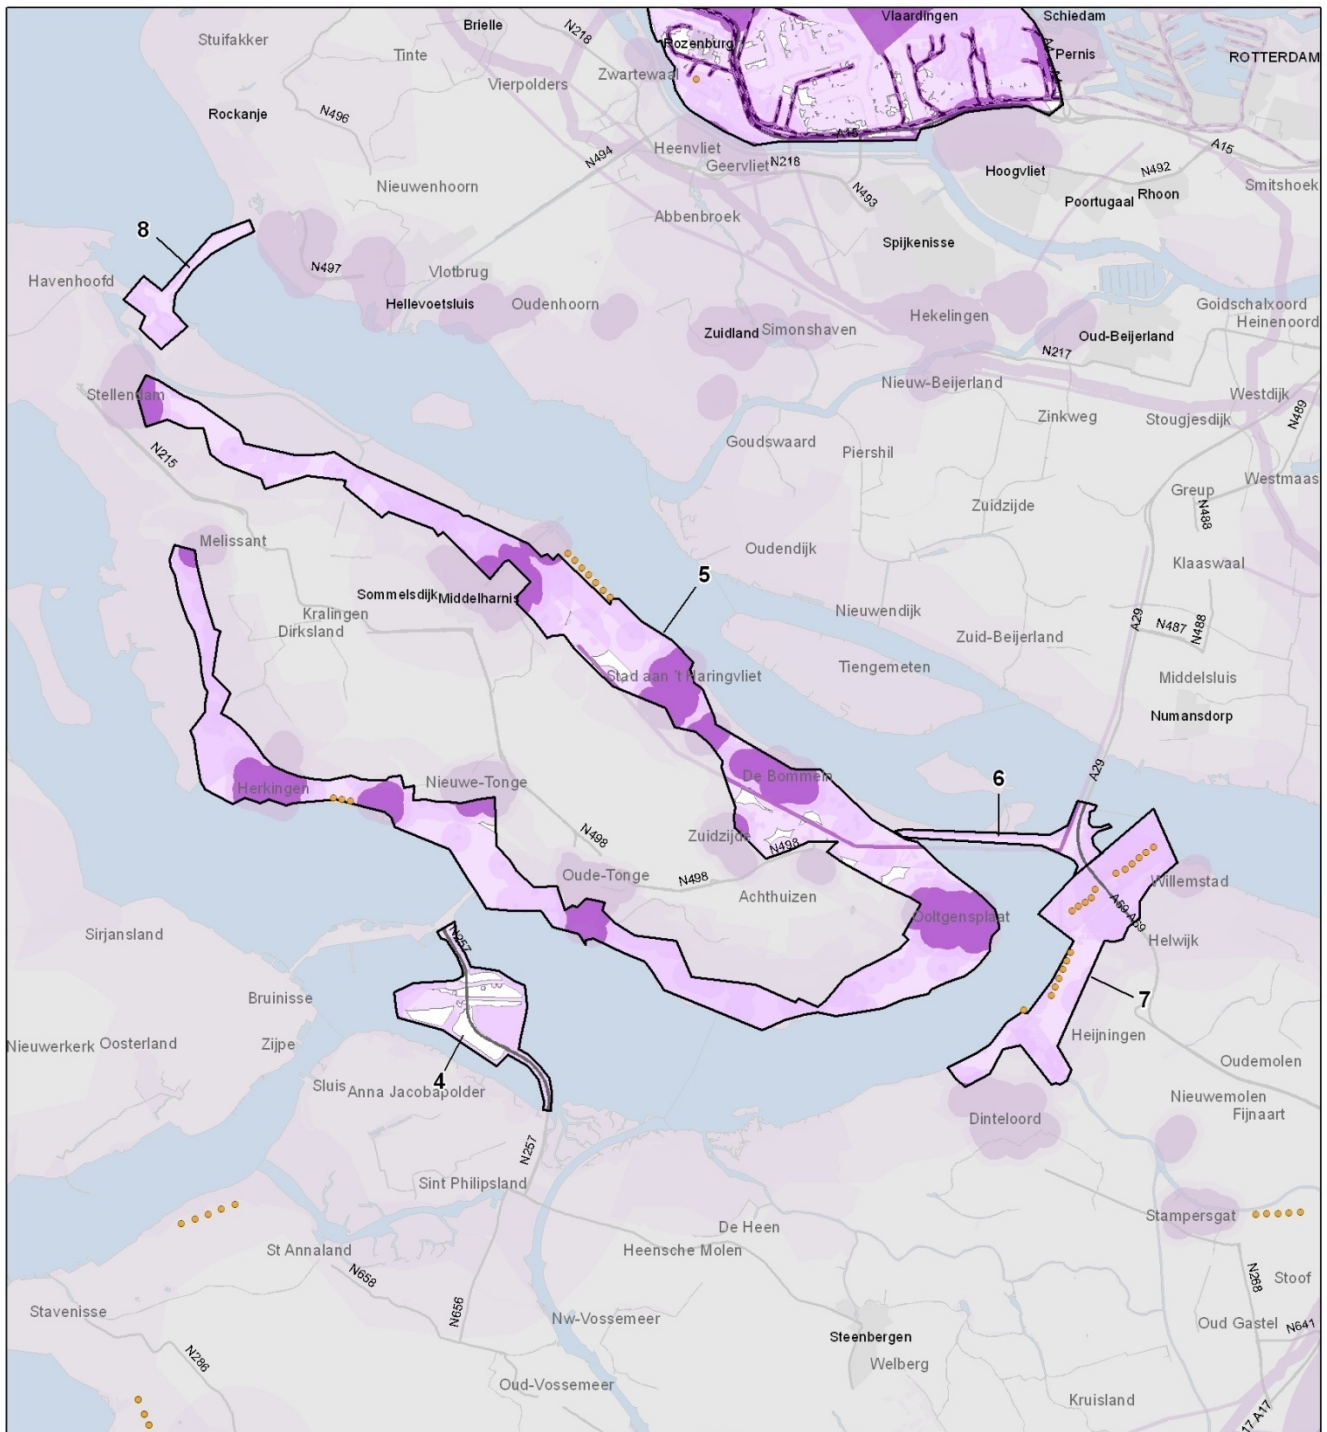 Brielle
N218
Vlaardingen
Schiedam
Stuifakker
Tinte
Rozenburg
Pernis
ROTTERDAM
Zwartewaal
Vierpolders
Rockanje
N496
A15
A15
N494
Heenvliet
Geervliet
N218
Hoogvliet
N492
Smitshoek
Nieuwenhoorn
N493
Poortugaal
Rhoon
Abbenbroek
8
Spijkenisse
Havenhoofd
N497
Vlotbrug
Hellevoetsluis
Oudenhoorn
Goidschalxoord
Heinenoord
Hekelingen
Zuidland
Simonshaven
Oud-Beijerland
N217
Stellendam
Nieuw-Beijerland
Westdijk
Zinkweg
Stougjesdijk
N489
N215
Goudswaard
Piershil
Westmaas
Greup
N488
Zuidzijde
Melissant
Oudendijk
Klaaswaal
5
Sommelsdijk
Middelharnis
Kralingen
Dirksland
Nieuwendijk
A29
N487
N488
Zuid-Beijerland
Stad aan 't Haringvliet
Tiengemeten
Middelsluis
Numansdorp
De Bommem
6
A29
Herkingen
Nieuwe-Tonge
N498
Zuidzijde
N498
Oude-Tonge
N498
Achthuizen
Willemstad
Ooltgensplaat
A59 A59
Sirjansland
N257
Helwijk
Bruinisse
7
Nieuwerkerk
Oosterland
Zijpe
Heijningen
Oudemolen
4
Sluis
Anna Jacobapolder
Nieuwemolen
Fijnaart
Dinteloord
N257
Sint Philipsland
De Heen
Stampersgat
St Annaland
Heensche Molen
N658
N268
Stoof
N656
Stavenisse
Nw-Vossemeer
Oud Gastel
N641
Steenbergen
N286
Welberg
Oud-Vossemeer
Kruisland
17 A17